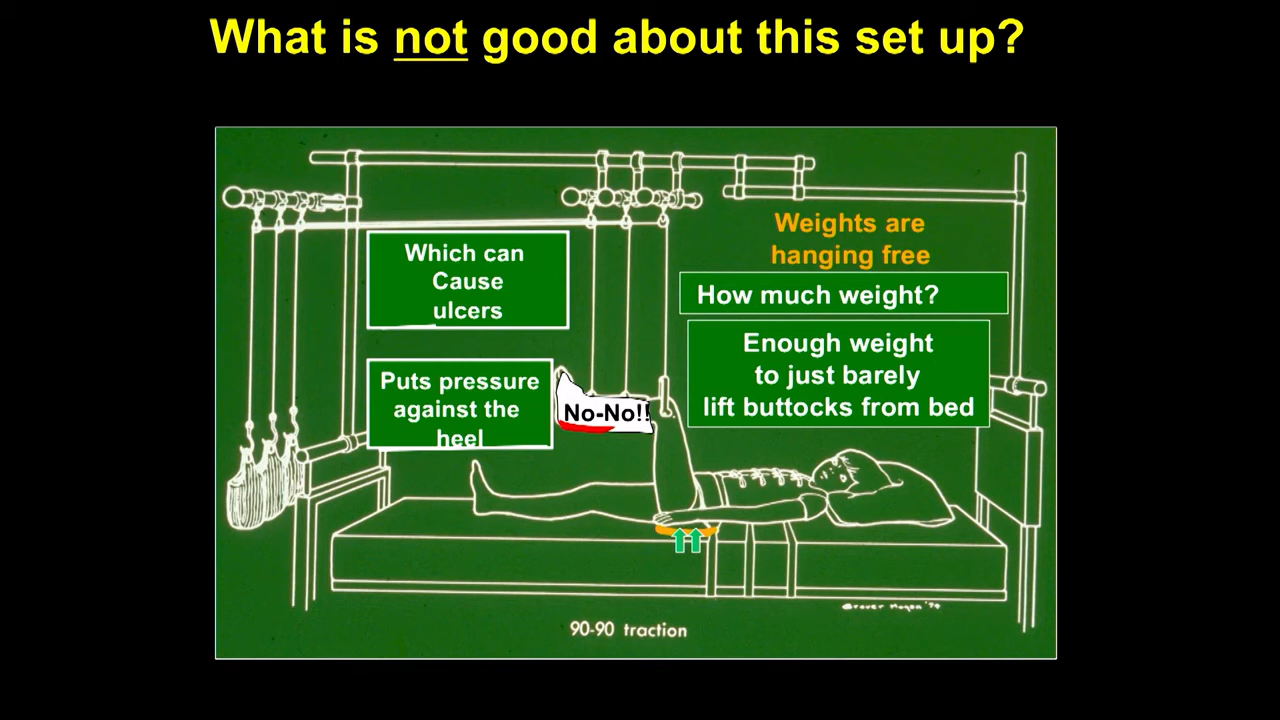 What is not good about this set up?
Weights are
hanging free
Which can
Cause
ulcers
How much weight?
Enough weight
to just barely
lift buttocks from bed
Puts pressure
against the
heel
No-No!!
90-90 traction